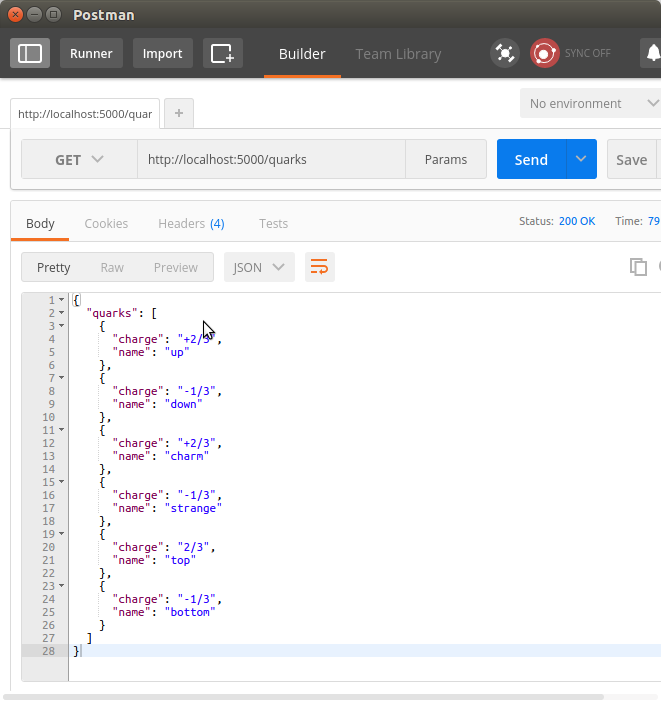 Postman
Runner Import Builder Team Library SYNC OFF
http://localhost:5000/quar + No environment
GET http://localhost:5000/quarks Params Send Save
Body Cookies Headers (4) Tests Status: 200 OK Time: 79
Pretty Raw Preview JSON
1 {
2 "quarks": [
3 {
4 "charge": "+2/3",
5 "name": "up"
6 },
7 {
8 "charge": "-1/3",
9 "name": "down"
10 },
11 {
12 "charge": "+2/3",
13 "name": "charm"
14 },
15 {
16 "charge": "-1/3",
17 "name": "strange"
18 },
19 {
20 "charge": "2/3",
21 "name": "top"
22 },
23 {
24 "charge": "-1/3",
25 "name": "bottom"
26 }
27 ]
28 }